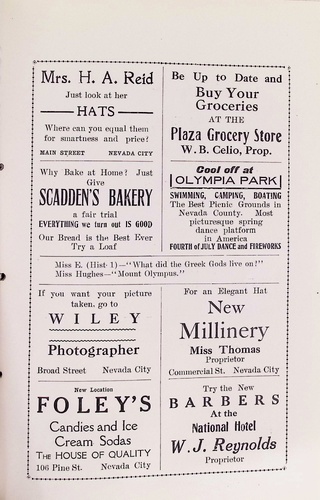 Mrs. H. A. Reid
Just look at her
HATS
Where can you equal them
for smartness and price?
MAIN STREET NEVADA CITY
Be Up to Date and
Buy Your
Groceries
AT THE
Plaza Grocery Store
W. B. Celio, Prop.
Why Bake at Home? Just
Give
SCADDEN'S BAKERY
a fair trial
EVERYTHING we turn out IS GOOD
Our Bread is the Best Ever
Try a Loaf
Cool off at
OLYMPIA PARK
SWIMMING, CAMPING, BOATING
The Best Picnic Grounds in
Nevada County. Most
picturesque spring
dance platform
in America
FOURTH OF JULY DANCE and FIREWORKS
Miss E. (Hist-1)—"What did the Greek Gods live on?"
Miss Hughes—"Mount Olympus."
If you want your picture
taken, go to
WILEY
Photographer
Broad Street Nevada City
For an Elegant Hat
New
Millinery
Miss Thomas
Proprietor
Commercial St. Nevada City
New Location
FOLEY'S
Candies and Ice
Cream Sodas
The HOUSE OF QUALITY
106 Pine St. Nevada City
Try the New
BARBERS
At the
National Hotel
W. J. Reynolds
Proprietor